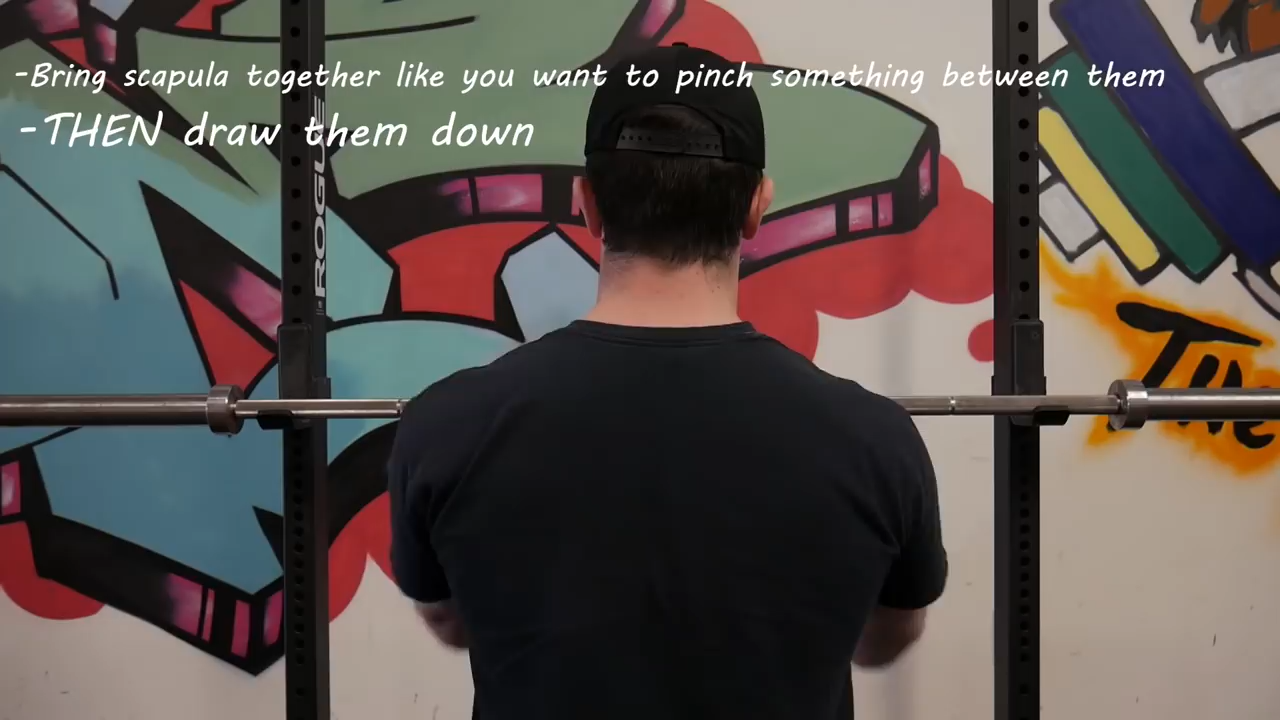 -Bring scapula together like you want to pinch something between them
-THEN draw them down
ROGUE